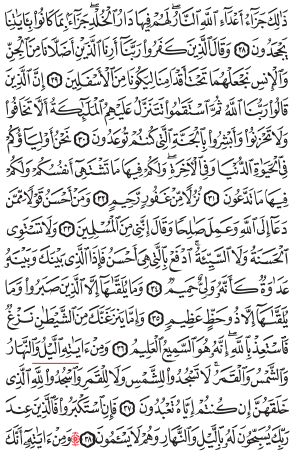 ذَٰلِكَ جَزَآءُ أَعْدَآءِ ٱللَّهِ ٱلنَّارُ لَهُمْ فِيهَا دَارُ ٱلْخُلْدِ جَزَآءًۢ بِمَا كَانُوا۟ بِـَٔايَٰتِنَا
يَجْحَدُونَ ٢٨ وَقَالَ ٱلَّذِينَ كَفَرُوا۟ رَبَّنَآ أَرِنَا ٱلَّذَيْنِ أَضَلَّانَا مِنَ ٱلْجِنِّ
وَٱلْإِنسِ نَجْعَلْهُمَا تَحْتَ أَقْدَامِنَا لِيَكُونَا مِنَ ٱلْأَسْفَلِينَ ٢٩ إِنَّ ٱلَّذِينَ
قَالُوا۟ رَبُّنَا ٱللَّهُ ثُمَّ ٱسْتَقَٰمُوا۟ تَتَنَزَّلُ عَلَيْهِمُ ٱلْمَلَٰٓئِكَةُ أَلَّا تَخَافُوا۟
وَلَا تَحْزَنُوا۟ وَأَبْشِرُوا۟ بِٱلْجَنَّةِ ٱلَّتِى كُنتُمْ تُوعَدُونَ ٣٠ نَحْنُ أَوْلِيَآؤُكُمْ
فِى ٱلْحَيَوٰةِ ٱلدُّنْيَا وَفِى ٱلْـَٔاخِرَةِ وَلَكُمْ فِيهَا مَا تَشْتَهِىٓ أَنفُسُكُمْ وَلَكُمْ
فِيهَا مَا تَدَّعُونَ ٣١ نُزُلًا مِّنْ غَفُورٍ رَّحِيمٍ ٣٢ وَمَنْ أَحْسَنُ قَوْلًا مِّمَّن
دَعَآ إِلَى ٱللَّهِ وَعَمِلَ صَٰلِحًا وَقَالَ إِنَّنِى مِنَ ٱلْمُسْلِمِينَ ٣٣ وَلَا تَسْتَوِى
ٱلْحَسَنَةُ وَلَا ٱلسَّيِّئَةُ ٱدْفَعْ بِٱلَّتِى هِىَ أَحْسَنُ فَإِذَا ٱلَّذِى بَيْنَكَ وَبَيْنَهُۥ
عَدَٰوَةٌ كَأَنَّهُۥ وَلِىٌّ حَمِيمٌ ٣٤ وَمَا يُلَقَّىٰهَآ إِلَّا ٱلَّذِينَ صَبَرُوا۟ وَمَا
يُلَقَّىٰهَآ إِلَّا ذُو حَظٍّ عَظِيمٍ ٣٥ وَإِمَّا يَنزَغَنَّكَ مِنَ ٱلشَّيْطَٰنِ نَزْغٌ
فَٱسْتَعِذْ بِٱللَّهِ إِنَّهُۥ هُوَ ٱلسَّمِيعُ ٱلْعَلِيمُ ٣٦ وَمِنْ ءَايَٰتِهِ ٱلَّيْلُ وَٱلنَّهَارُ
وَٱلشَّمْسُ وَٱلْقَمَرُ لَا تَسْجُدُوا۟ لِلشَّمْسِ وَلَا لِلْقَمَرِ وَٱسْجُدُوا۟ لِلَّهِ ٱلَّذِى
خَلَقَهُنَّ إِن كُنتُمْ إِيَّاهُ تَعْبُدُونَ ٣٧ فَإِنِ ٱسْتَكْبَرُوا۟ فَٱلَّذِينَ عِندَ
رَبِّكَ يُسَبِّحُونَ لَهُۥ بِٱلَّيْلِ وَٱلنَّهَارِ وَهُمْ لَا يَسْـَٔمُونَ ۩ ٣٨ وَمِنْ ءَايَٰتِهِۦٓ أَنَّكَ